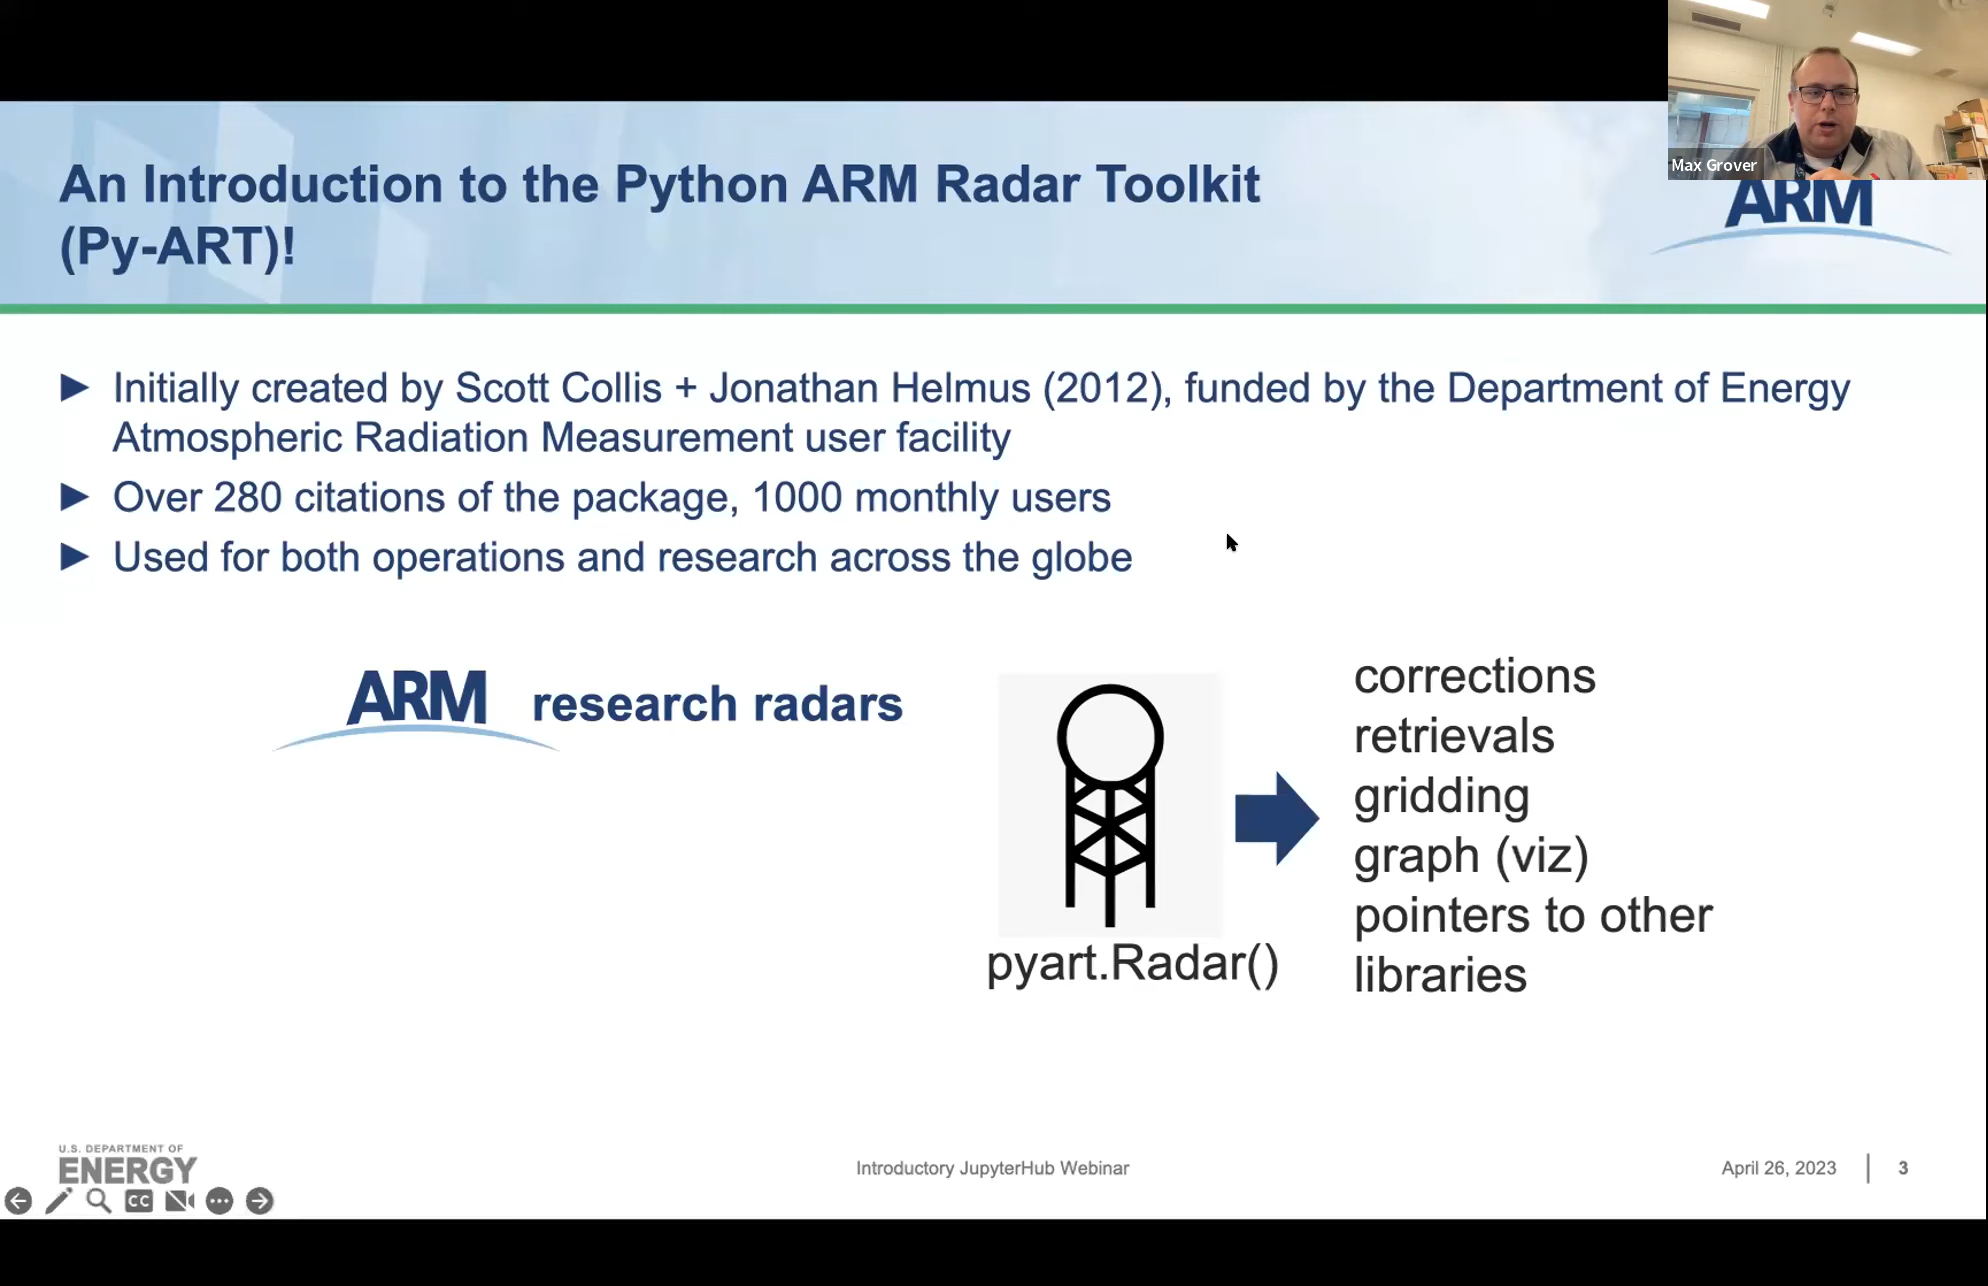 Max Grover
An Introduction to the Python ARM Radar Toolkit
(Py-ART)!
ARM
► Initially created by Scott Collis + Jonathan Helmus (2012), funded by the Department of Energy
Atmospheric Radiation Measurement user facility
► Over 280 citations of the package, 1000 monthly users
► Used for both operations and research across the globe
ARM research radars
pyart.Radar()
corrections
retrievals
gridding
graph (viz)
pointers to other
libraries
U.S. DEPARTMENT OF
ENERGY
Introductory JupyterHub Webinar
April 26, 2023 | 3
CC